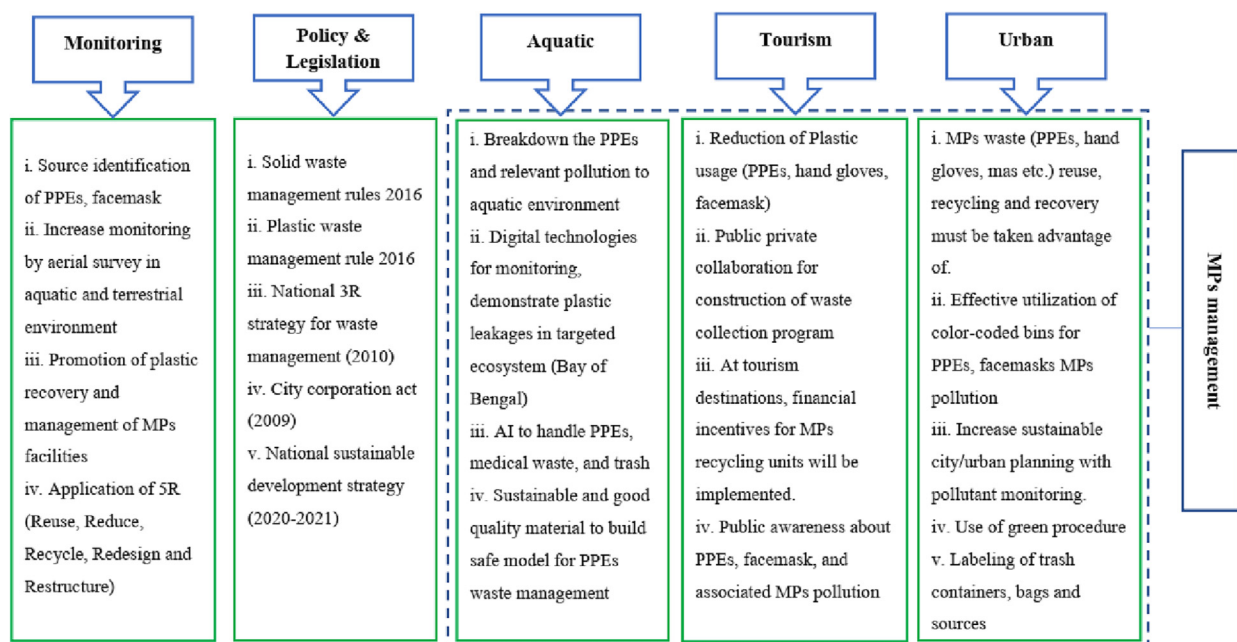 Monitoring
Policy &
Legislation
Aquatic
Tourism
Urban
i. Source identification
of PPEs, facemask
ii. Increase monitoring
by aerial survey in
aquatic and terrestrial
environment
iii. Promotion of plastic
recovery and
management of MPs
facilities
iv. Application of 5R
(Reuse, Reduce,
Recycle, Redesign and
Restructure)
i. Solid waste
management rules 2016
ii. Plastic waste
management rule 2016
iii. National 3R
strategy for waste
management (2010)
iv. City corporation act
(2009)
v. National sustainable
development strategy
(2020-2021)
i. Breakdown the PPEs
and relevant pollution to
aquatic environment
ii. Digital technologies
for monitoring,
demonstrate plastic
leakages in targeted
ecosystem (Bay of
Bengal)
iii. AI to handle PPEs,
medical waste, and trash
iv. Sustainable and good
quality material to build
safe model for PPEs
waste management
i. Reduction of Plastic
usage (PPEs, hand gloves,
facemask)
ii. Public private
collaboration for
construction of waste
collection program
iii. At tourism
destinations, financial
incentives for MPs
recycling units will be
implemented.
iv. Public awareness about
PPEs, facemask, and
associated MPs pollution
i. MPs waste (PPEs, hand
gloves, mas etc.) reuse,
recycling and recovery
must be taken advantage
of.
ii. Effective utilization of
color-coded bins for
PPEs, facemasks MPs
pollution
iii. Increase sustainable
city/urban planning with
pollutant monitoring.
iv. Use of green procedure
v. Labeling of trash
containers, bags and
sources
MPs management